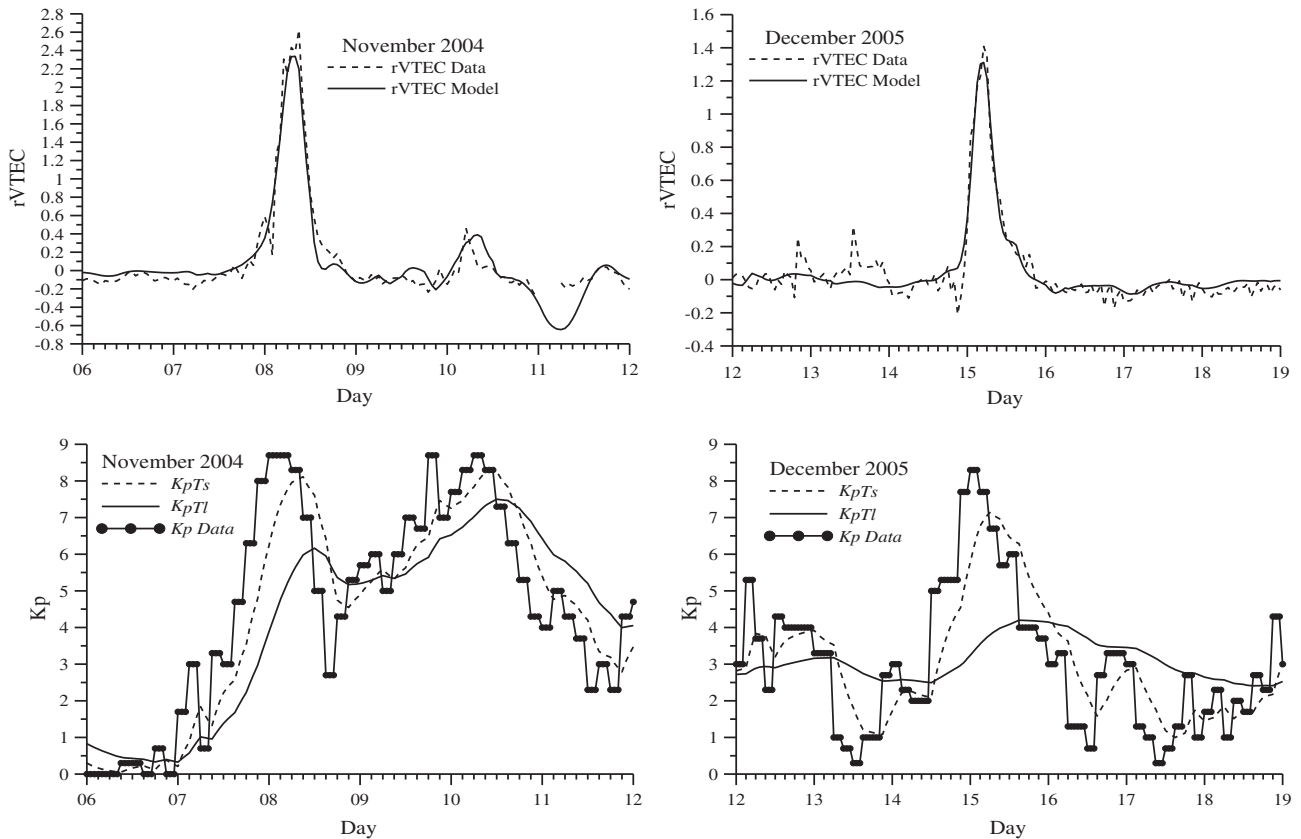 November 2004
rVTEC Data
rVTEC Model
rVTEC
2.8
2.6
2.4
2.2
2
1.8
1.6
1.4
1.2
1
0.8
0.6
0.4
0.2
0
-0.2
-0.4
-0.6
-0.8
06 07 08 09 10 11 12
Day
December 2005
rVTEC Data
rVTEC Model
rVTEC
1.6
1.4
1.2
1
0.8
0.6
0.4
0.2
0
-0.2
-0.4
12 13 14 15 16 17 18 19
Day
November 2004
KpTs
KpTl
Kp Data
Kp
9
8
7
6
5
4
3
2
1
0
06 07 08 09 10 11 12
Day
December 2005
KpTs
KpTl
Kp Data
Kp
9
8
7
6
5
4
3
2
1
0
12 13 14 15 16 17 18 19
Day